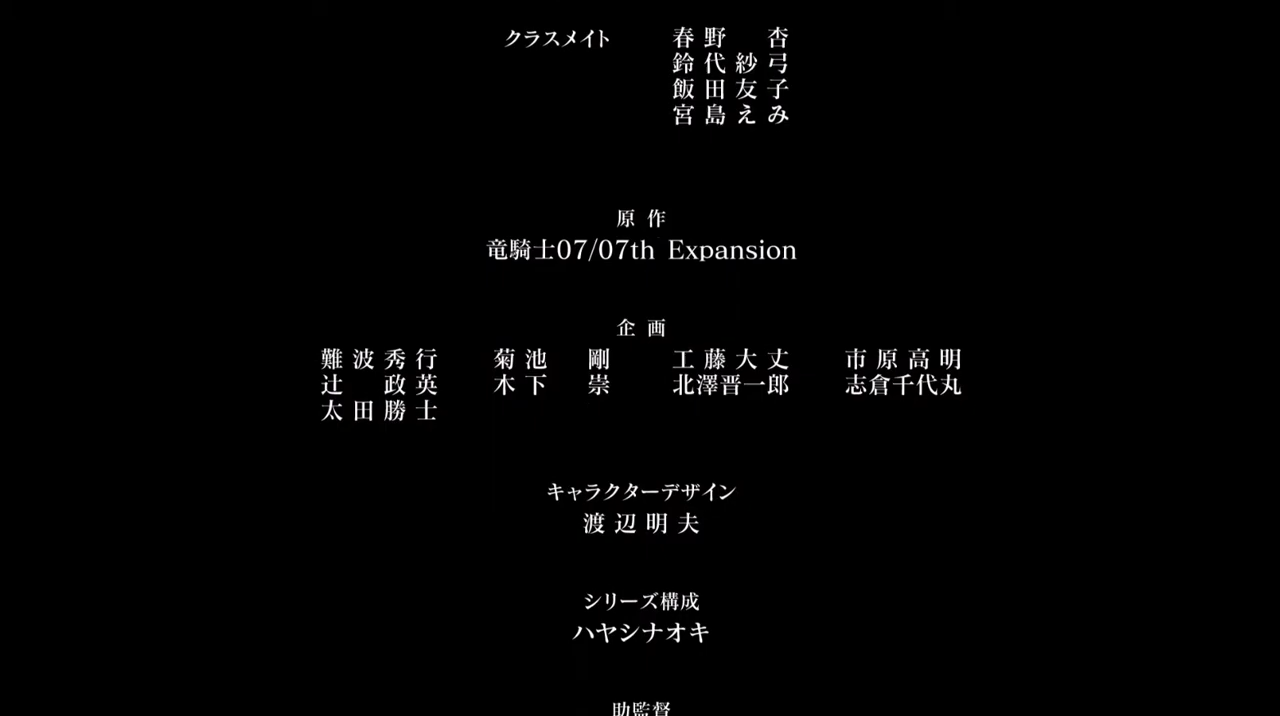 クラスメイト 春野 杏
鈴代紗弓
飯田友子
宮島えみ
原作
竜騎士07/07th Expansion
企画
難波秀行 菊池 剛 工藤大丈 市原高明
辻 政英 木下 崇 北澤晋一郎 志倉千代丸
太田勝士
キャラクターデザイン
渡辺明夫
シリーズ構成
ハヤシナオキ
助監督